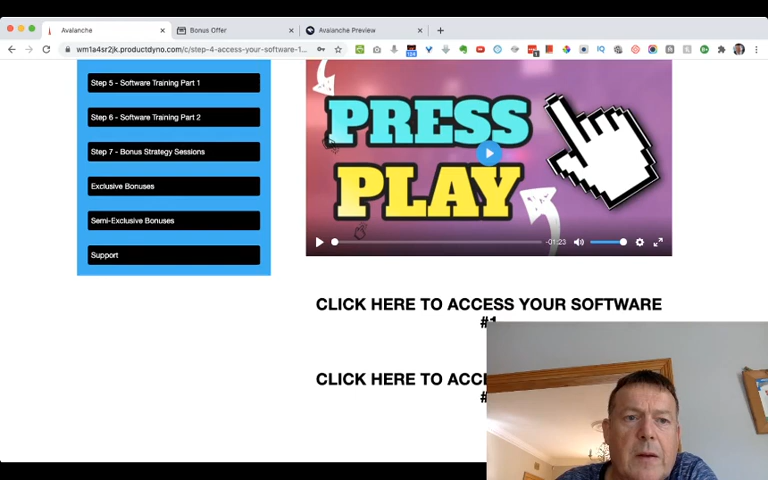 Avalanche
Bonus Offer
Avalanche Preview
wm1a4sr2jk.productdyno.com/c/step-4-access-your-software-1...
Step 5 - Software Training Part 1
Step 6 - Software Training Part 2
Step 7 - Bonus Strategy Sessions
Exclusive Bonuses
Semi-Exclusive Bonuses
Support
PRESS
PLAY
-01:23
CLICK HERE TO ACCESS YOUR SOFTWARE
#1
CLICK HERE TO